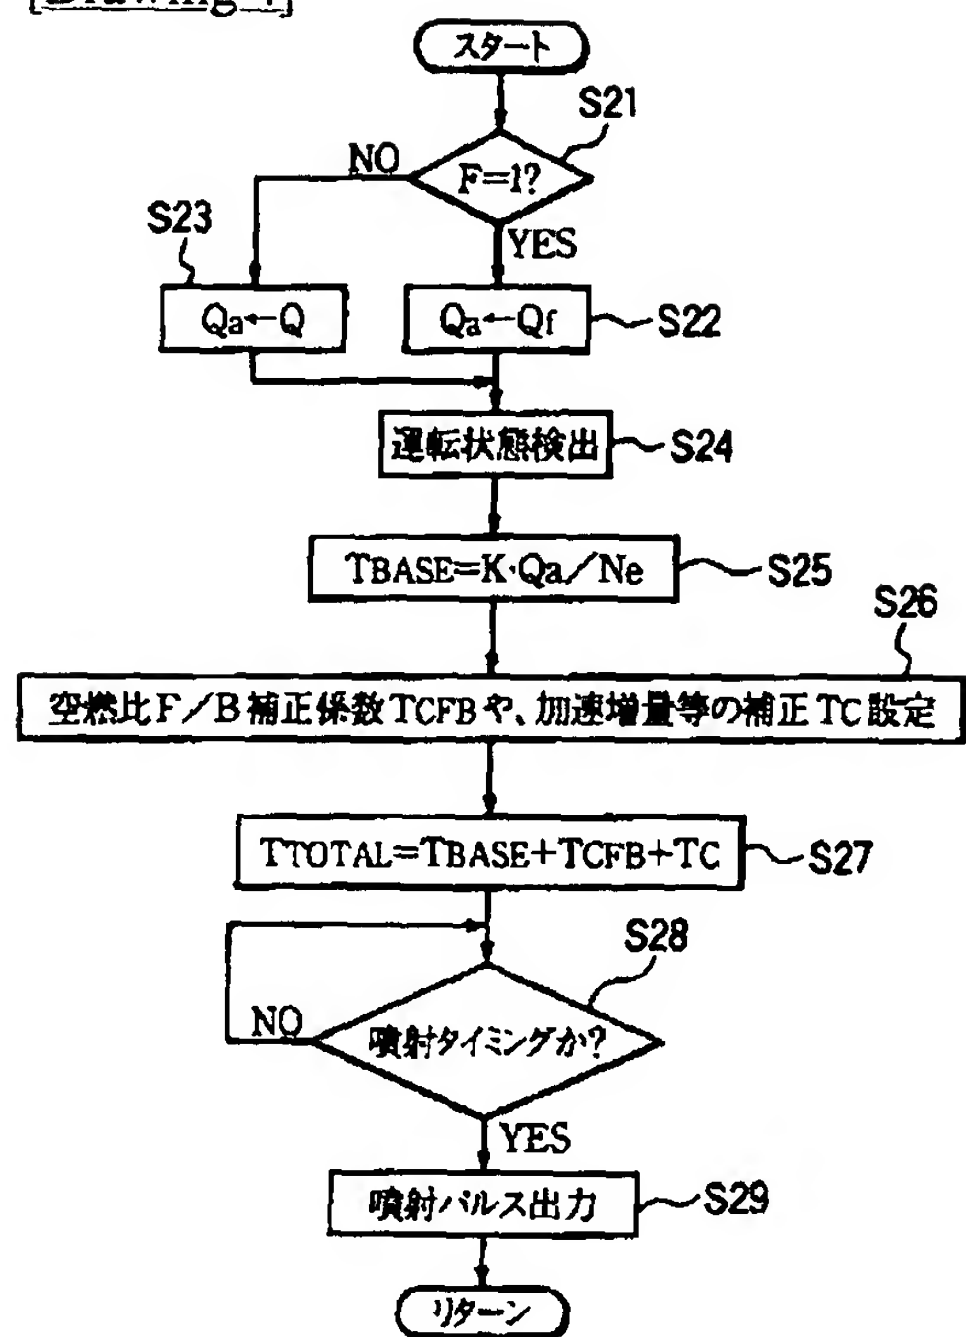 スタート
S21
F=1?
NO
YES
S23
Qa←Q
Qa←Qf
S22
運転状態検出
S24
TBASE=K·Qa/Ne
S25
S26
空燃比F/B補正係数TCFBや、加速増量等の補正TC設定
TTOTAL=TBASE+TCFB+TC
S27
S28
噴射タイミングか?
NO
YES
噴射パルス出力
S29
リターン